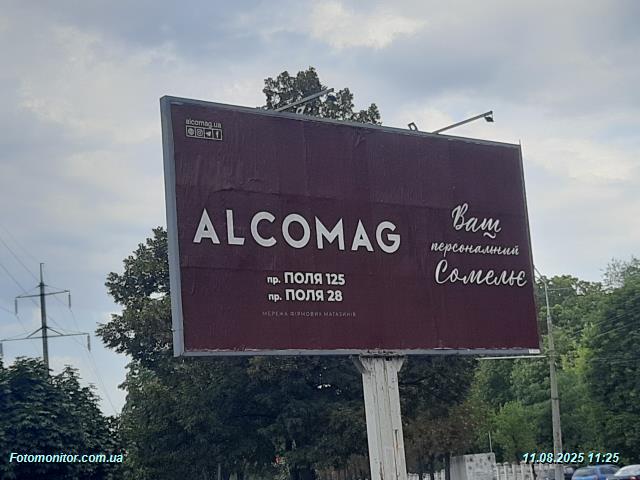 alcomag.ua
ALCOMAG
пр. ПОЛЯ 125
пр. ПОЛЯ 28
МЕРЕЖА ФІРМОВИХ МАГАЗИНІВ
Ваш
персональний
Сомельє
Fotomonitor.com.ua
11.08.2025 11:25